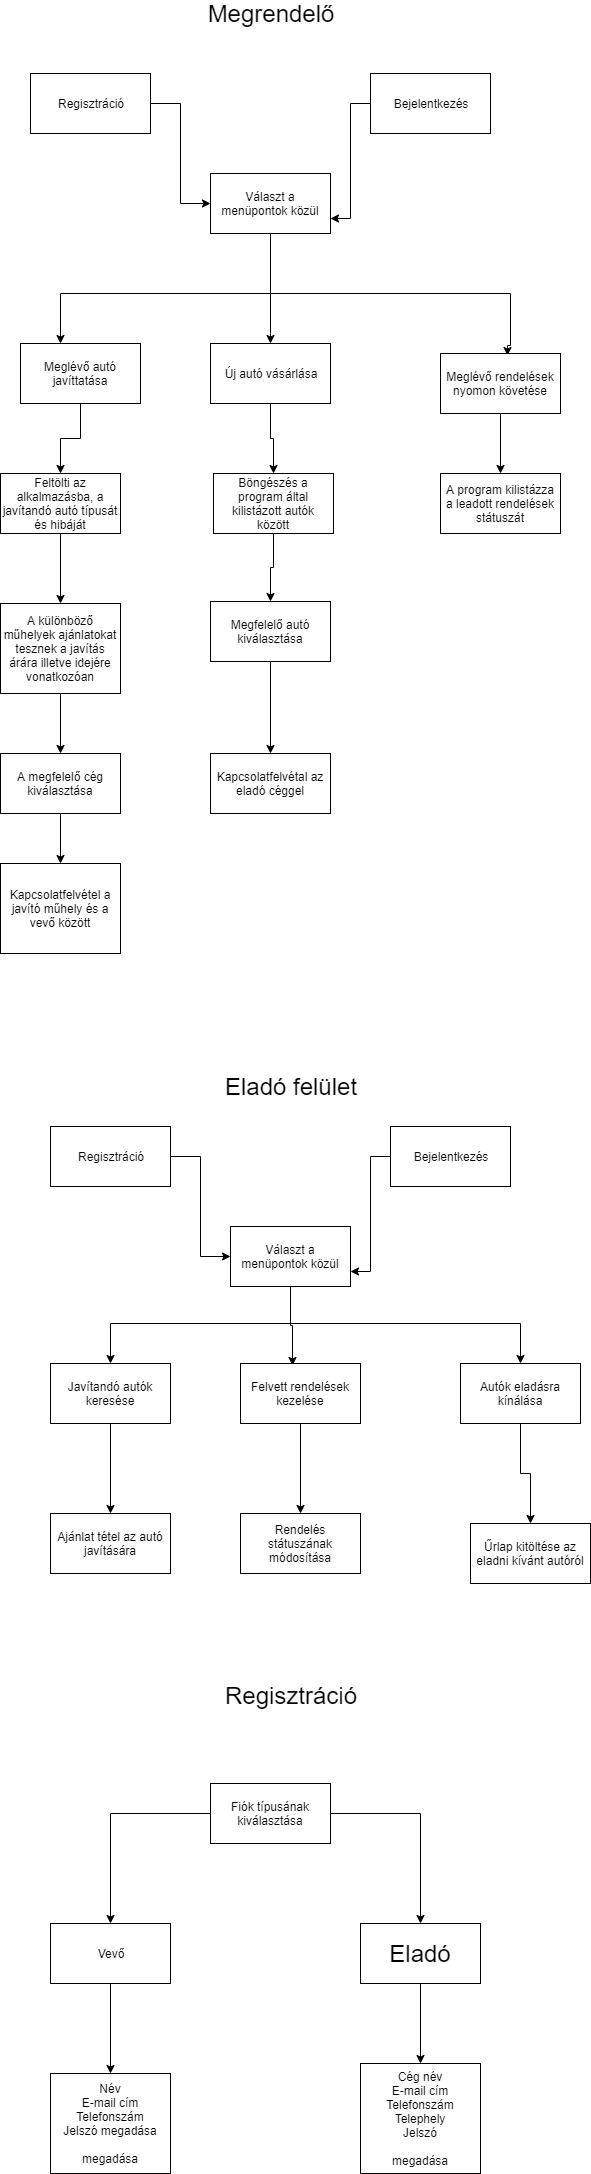 Megrendelő
Regisztráció
Bejelentkezés
Választ a
menüpontok közül
Meglévő autó
javíttatása
Új autó vásárlása
Meglévő rendelések
nyomon követése
Feltölti az
alkalmazásba, a
javítandó autó típusát
és hibáját
Böngészés a
program által
kilistázott autók
között
A program kilistázza
a leadott rendelések
státuszát
A különböző
műhelyek ajánlatokat
tesznek a javítás
árára illetve idejére
vonatkozóan
Megfelelő autó
kiválasztása
A megfelelő cég
kiválasztása
Kapcsolatfelvétal az
eladó céggel
Kapcsolatfelvétel a
javító műhely és a
vevő között
Eladó felület
Regisztráció
Bejelentkezés
Választ a
menüpontok közül
Javítandó autók
keresése
Felvett rendelések
kezelése
Autók eladásra
kínálása
Ajánlat tétel az autó
javítására
Rendelés
státuszának
módosítása
Űrlap kitöltése az
eladni kívánt autóról
Regisztráció
Fiók típusának
kiválasztása
Vevő
Eladó
Név
E-mail cím
Telefonszám
Jelszó megadása
megadása
Cég név
E-mail cím
Telefonszám
Telephely
Jelszó
megadása